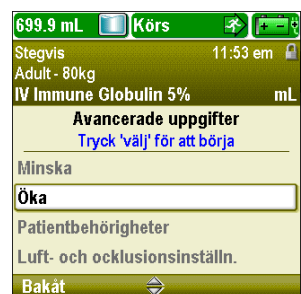 699.9 mL Körs
Stegvis 11:53 em
Adult - 80kg
IV Immune Globulin 5% mL
Avancerade uppgifter
Tryck 'välj' för att börja
Minska
Öka
Patientbehörigheter
Luft- och ocklusionsinställn.
Bakåt